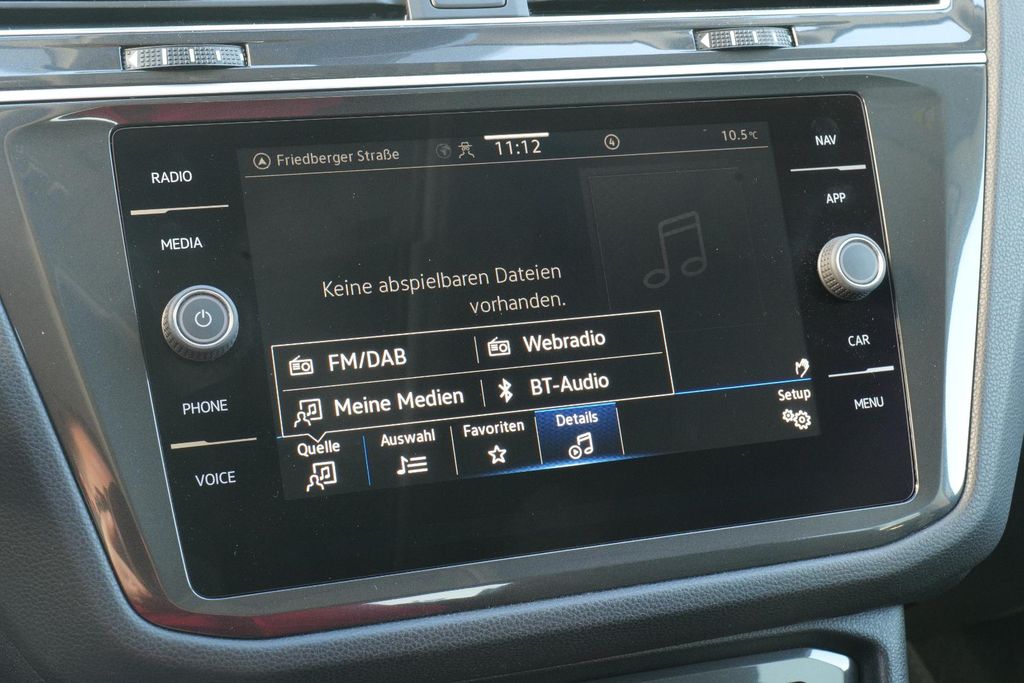 Friedberger Straße
11:12
4
10.5°C
RADIO
MEDIA
PHONE
VOICE
NAV
APP
CAR
MENU
Keine abspielbaren Dateien
vorhanden.
FM/DAB
Webradio
Meine Medien
BT-Audio
Quelle
Auswahl
Favoriten
Details
Setup